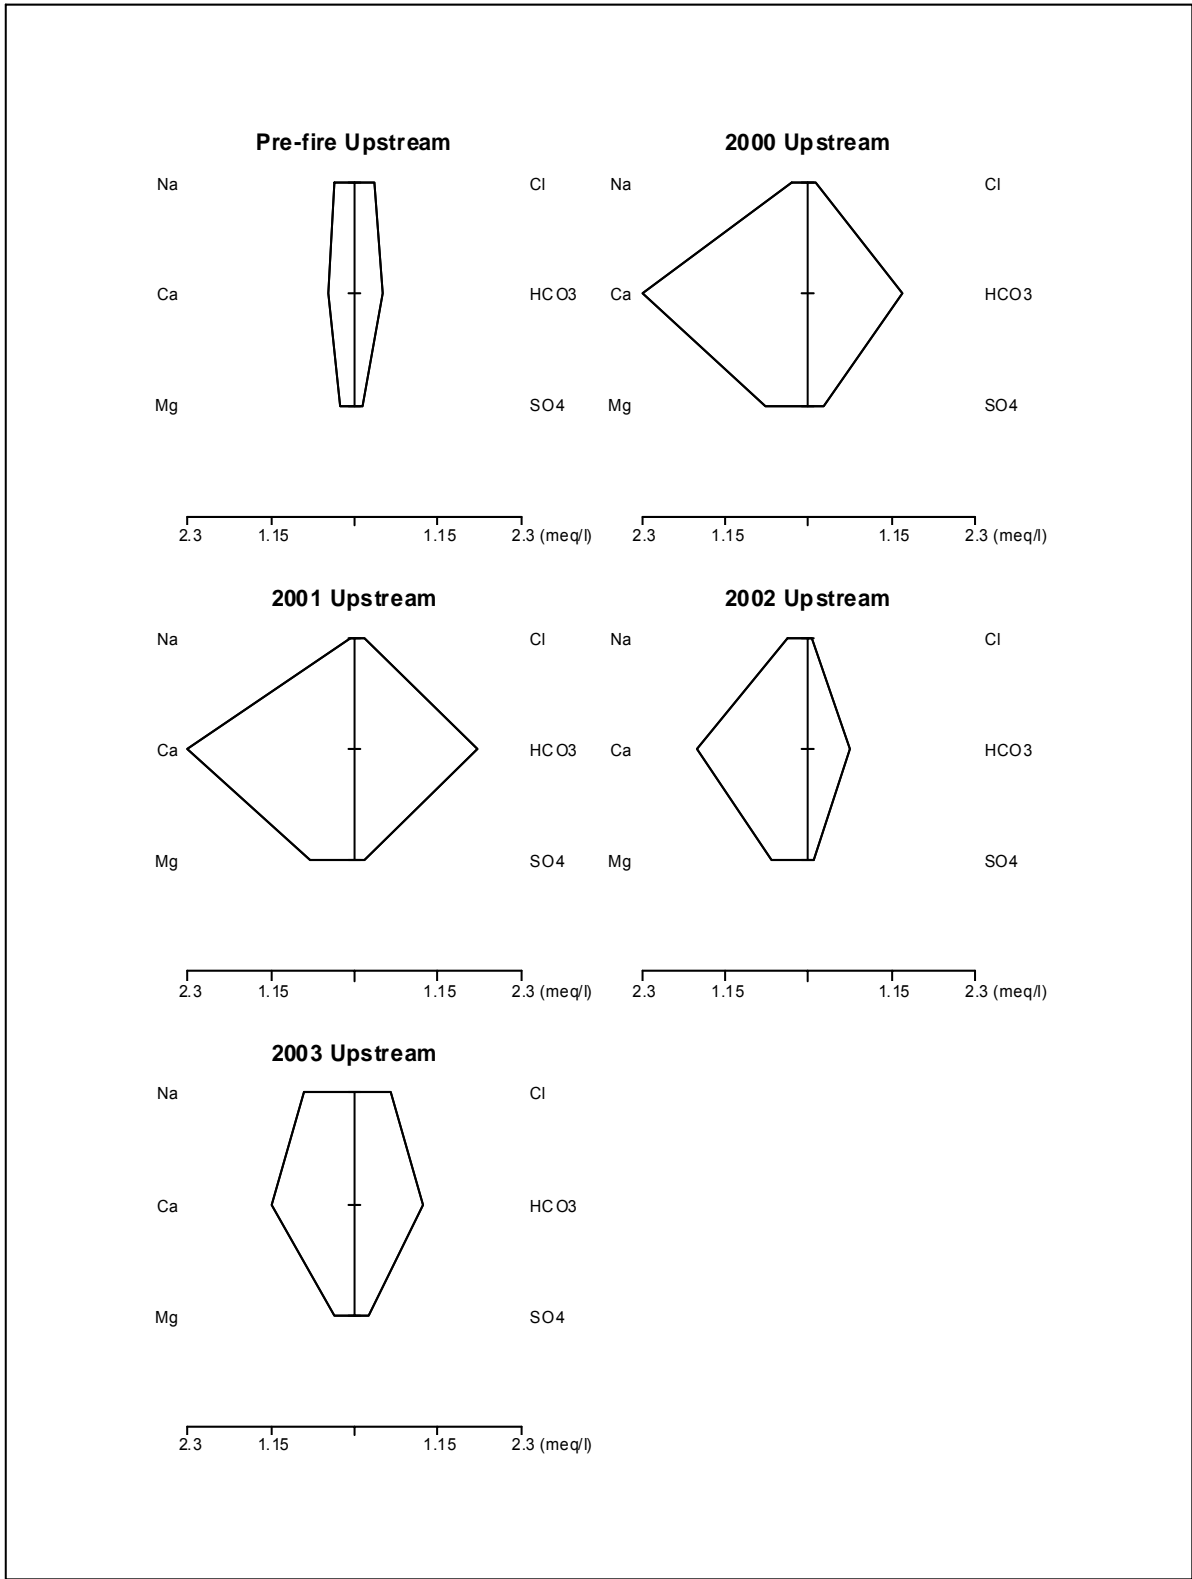 Pre-fire Upstream 2000 Upstream
Na Cl Na Cl
Ca HCO3 Ca HCO3
Mg SO4 Mg SO4
2.3 1.15 1.15 2.3 (meq/l) 2.3 1.15 1.15 2.3 (meq/l)
2001 Upstream 2002 Upstream
Na Cl Na Cl
Ca HCO3 Ca HCO3
Mg SO4 Mg SO4
2.3 1.15 1.15 2.3 (meq/l) 2.3 1.15 1.15 2.3 (meq/l)
2003 Upstream
Na Cl
Ca HCO3
Mg SO4
2.3 1.15 1.15 2.3 (meq/l)